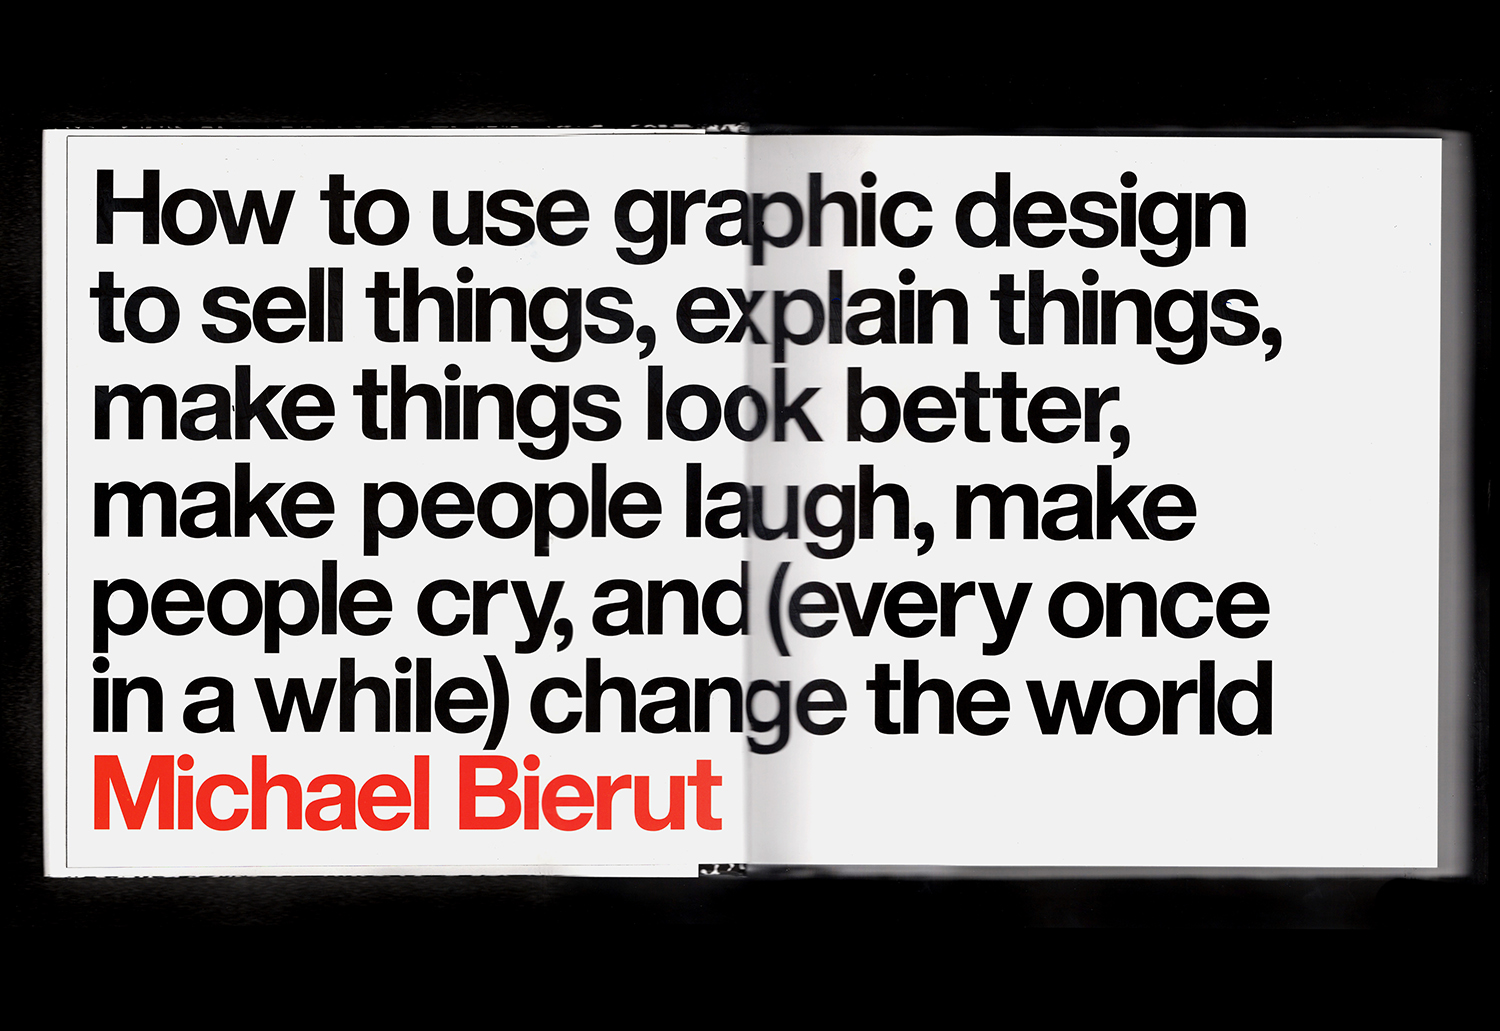 How to use graphic design
to sell things, explain things,
make things look better,
make people laugh, make
people cry, and (every once
in a while) change the world
Michael Bierut